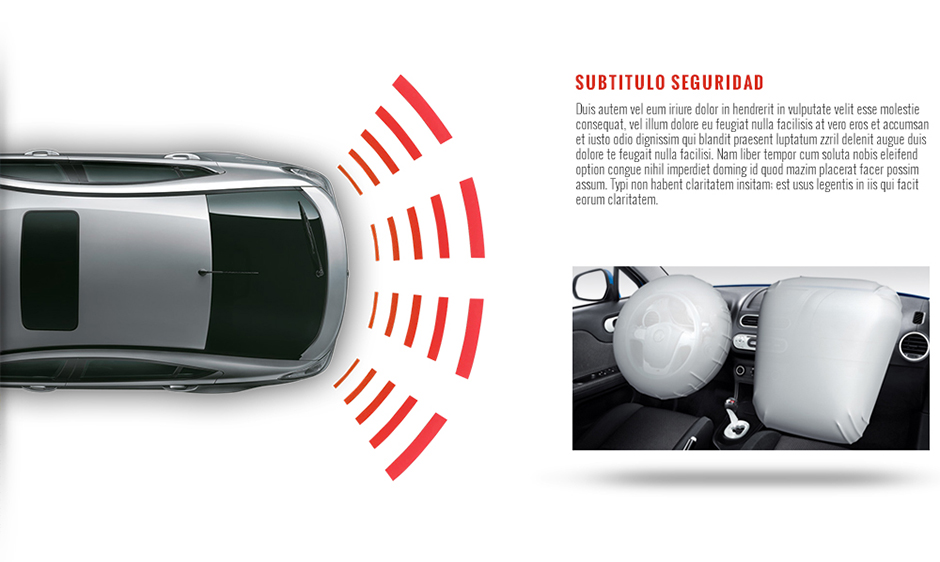 SUBTITULO SEGURIDAD
Duis autem vel eum iriure dolor in hendrerit in vulputate velit esse molestie
consequat, vel illum dolore eu feugiat nulla facilisis at vero eros et accumsan
et iusto odio dignissim qui blandit praesent luptatum zzril delenit augue duis
dolore te feugait nulla facilisi. Nam liber tempor cum soluta nobis eleifend
option congue nihil imperdiet doming id quod mazim placerat facer possim
assum. Typi non habent claritatem insitam; est usus legentis in iis qui facit
eorum claritatem.